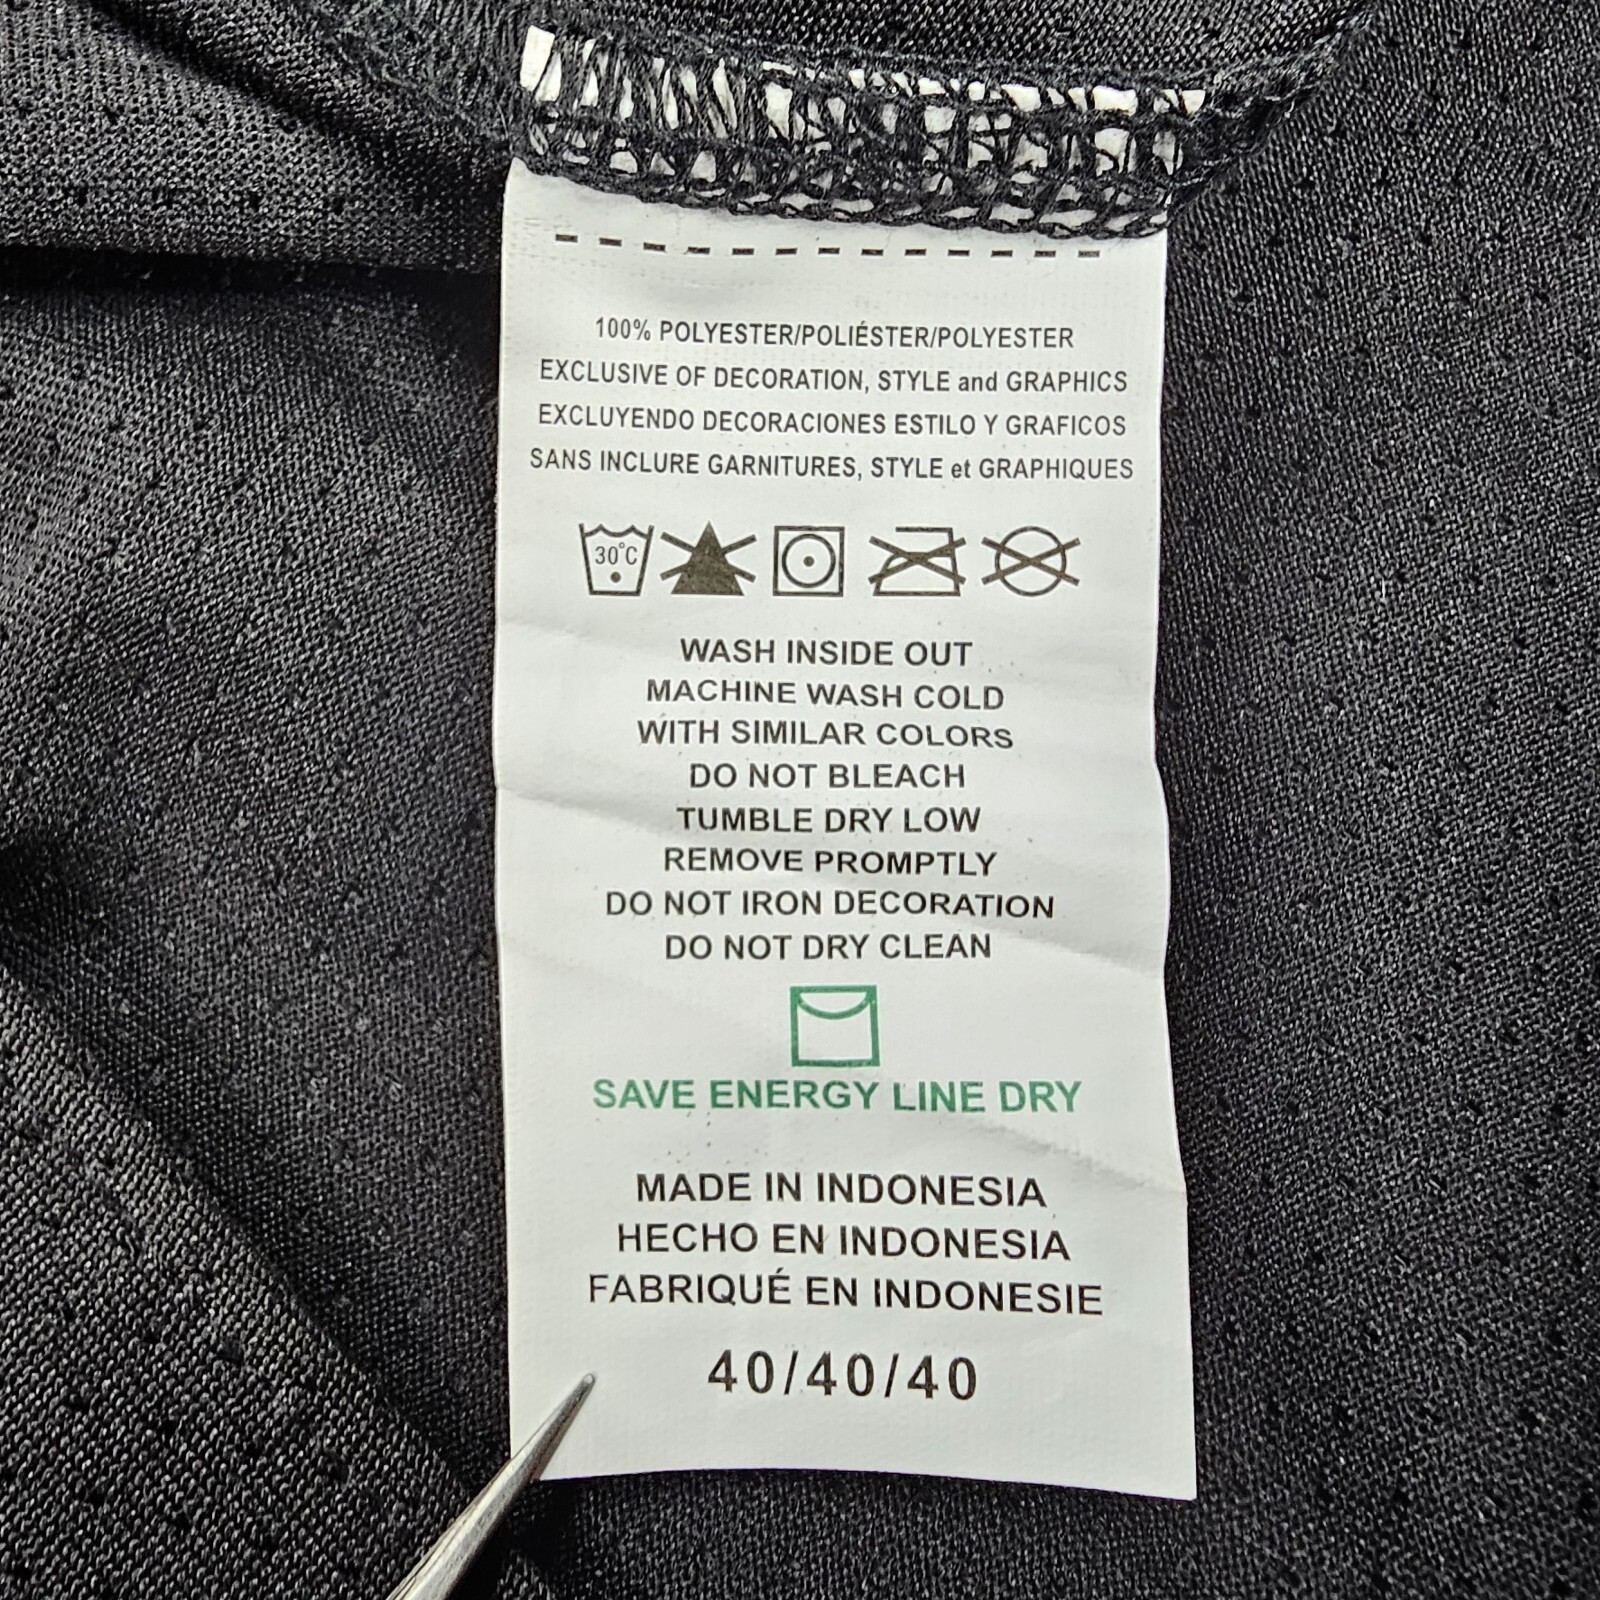 100% POLYESTER/POLIÉSTER/POLYESTER
EXCLUSIVE OF DECORATION, STYLE and GRAPHICS
EXCLUYENDO DECORACIONES ESTILO Y GRAFICOS
SANS INCLURE GARNITURES, STYLE et GRAPHIQUES
30°C
WASH INSIDE OUT
MACHINE WASH COLD
WITH SIMILAR COLORS
DO NOT BLEACH
TUMBLE DRY LOW
REMOVE PROMPTLY
DO NOT IRON DECORATION
DO NOT DRY CLEAN
SAVE ENERGY LINE DRY
MADE IN INDONESIA
HECHO EN INDONESIA
FABRIQUÉ EN INDONESIE
40/40/40